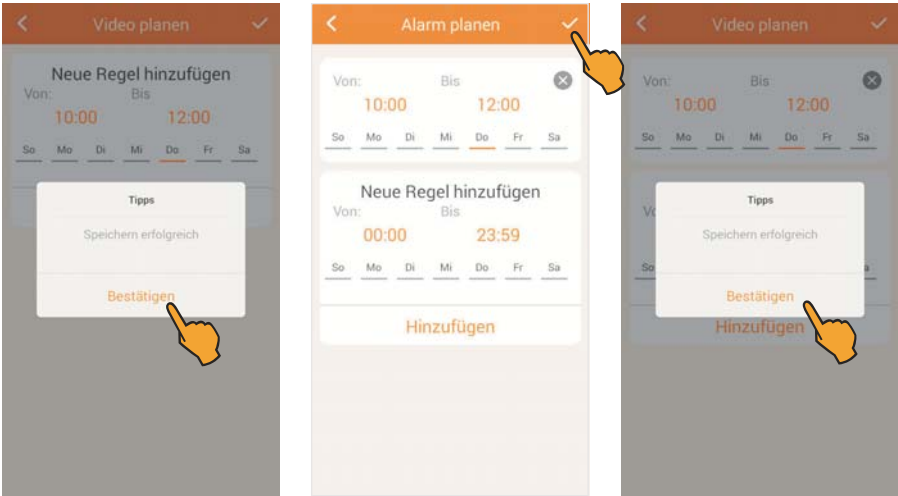 Video planen
Neue Regel hinzufügen
Von: Bis
10:00 12:00
So Mo Di Mi Do Fr Sa
Tipps
Speichern erfolgreich
Bestätigen
Alarm planen
Von: Bis
10:00 12:00
So Mo Di Mi Do Fr Sa
Neue Regel hinzufügen
Von: Bis
00:00 23:59
So Mo Di Mi Do Fr Sa
Hinzufügen
Video planen
Von: Bis
10:00 12:00
So Mo Di Mi Do Fr Sa
Tipps
Speichern erfolgreich
So
Bestätigen
Hinzufügen